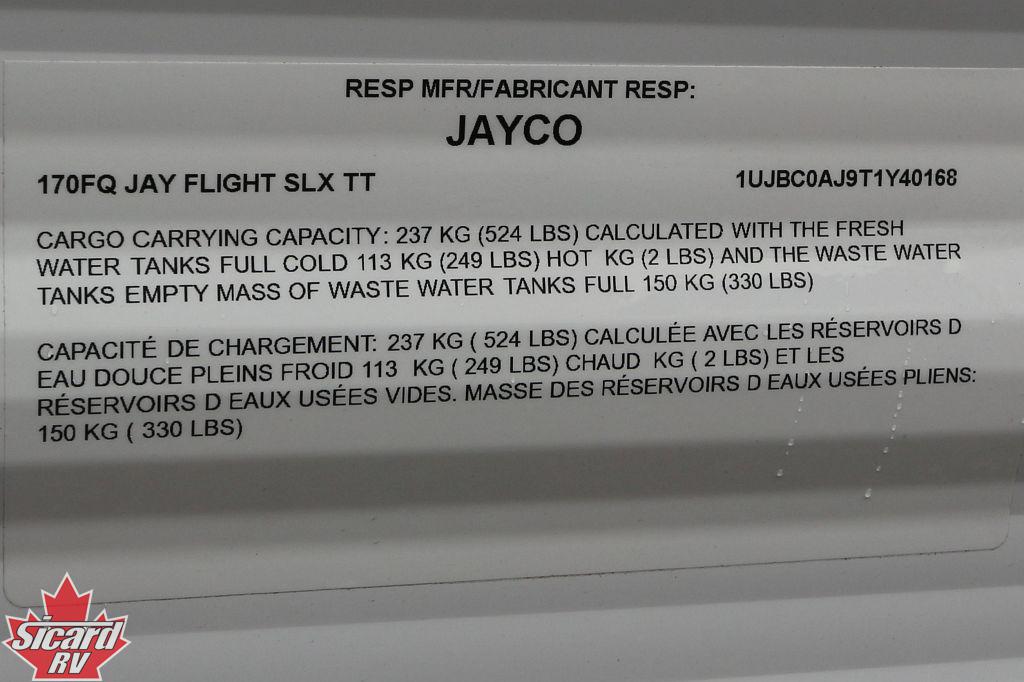 RESP MFR/FABRICANT RESP:
JAYCO
170FQ JAY FLIGHT SLX TT 1UJBC0AJ9T1Y40168
CARGO CARRYING CAPACITY: 237 KG (524 LBS) CALCULATED WITH THE FRESH
WATER TANKS FULL COLD 113 KG (249 LBS) HOT KG (2 LBS) AND THE WASTE WATER
TANKS EMPTY MASS OF WASTE WATER TANKS FULL 150 KG (330 LBS)
CAPACITÉ DE CHARGEMENT: 237 KG ( 524 LBS) CALCULÉE AVEC LES RÉSERVOIRS D
EAU DOUCE PLEINS FROID 113 KG ( 249 LBS) CHAUD KG ( 2 LBS) ET LES
RÉSERVOIRS D EAUX USÉES VIDES. MASSE DES RÉSERVOIRS D EAUX USÉES PLIENS:
150 KG ( 330 LBS)
Sicard
RV